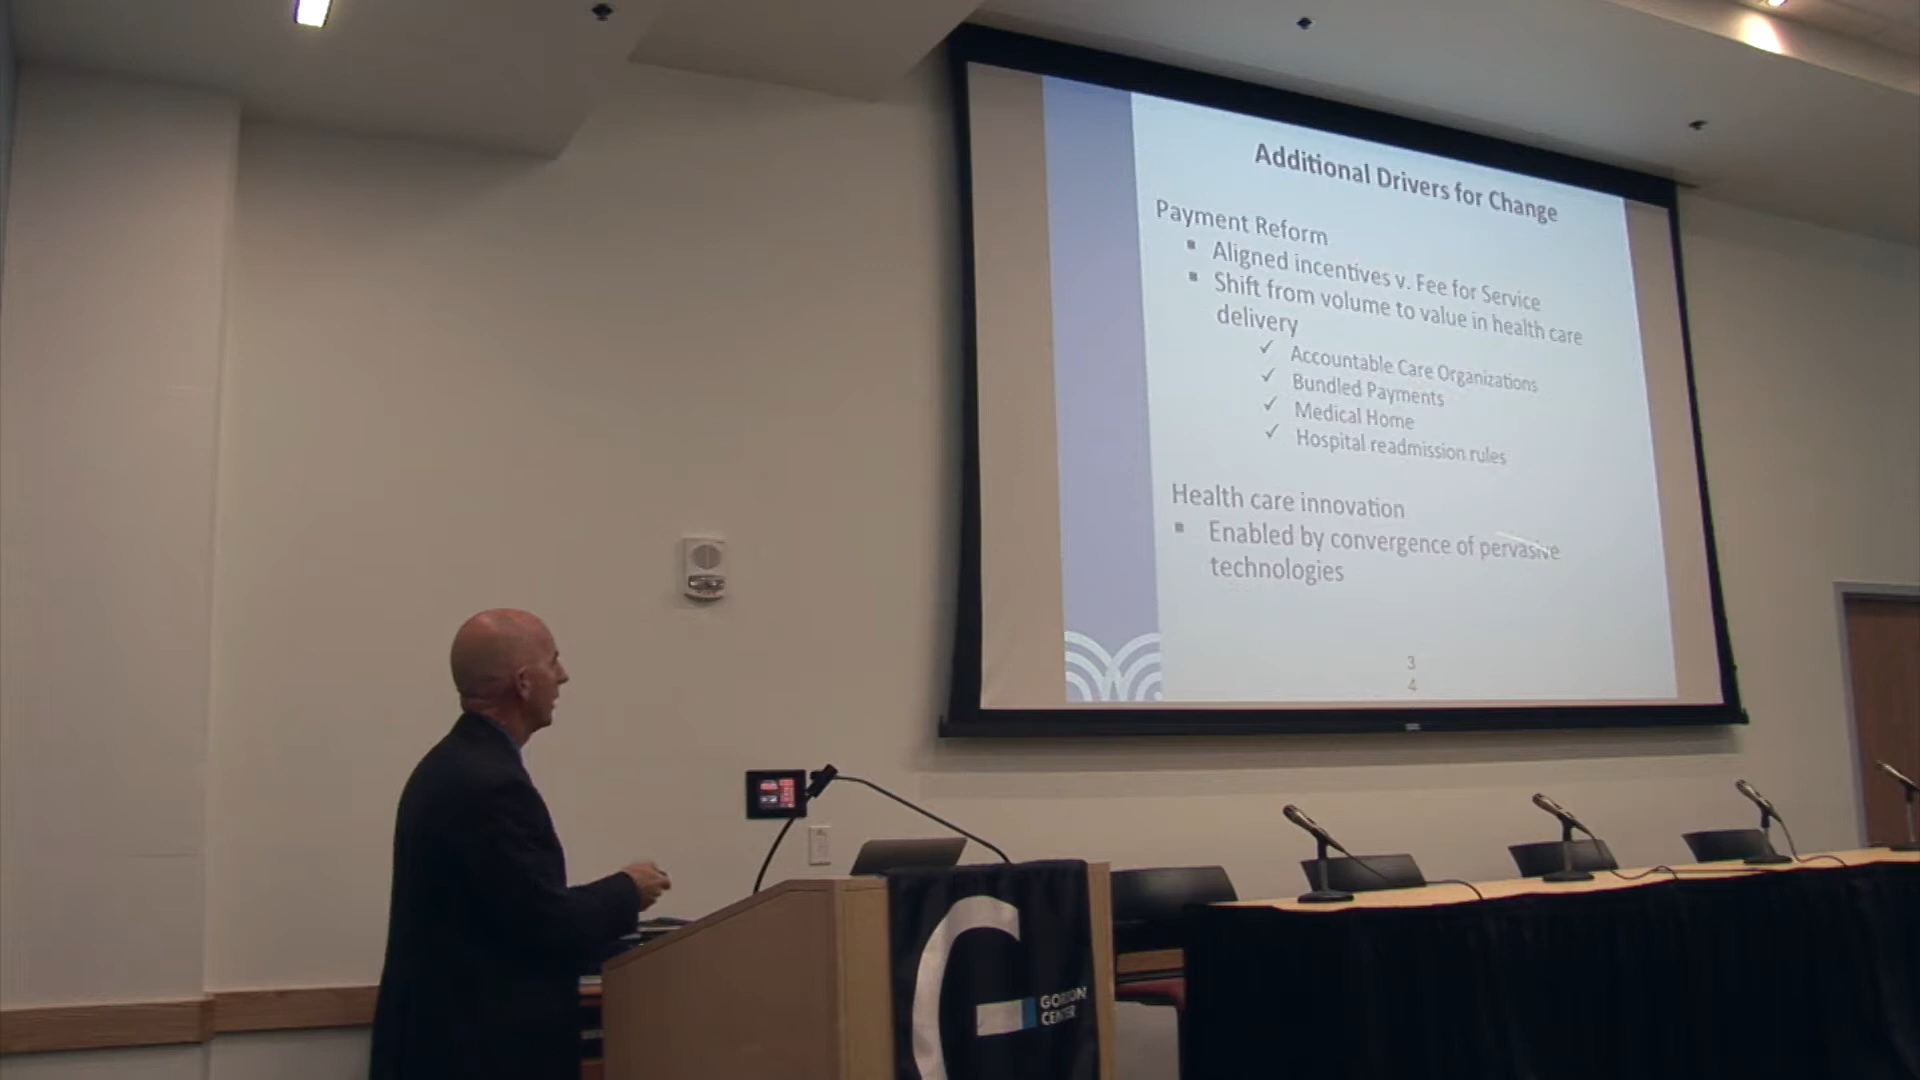 Additional Drivers for Change
Payment Reform
▪ Aligned incentives v. Fee for Service
▪ Shift from volume to value in health care
delivery
✓ Accountable Care Organizations
✓ Bundled Payments
✓ Medical Home
✓ Hospital readmission rules
Health care innovation
▪ Enabled by convergence of pervasive
technologies
3
4
GORTON
CENTER